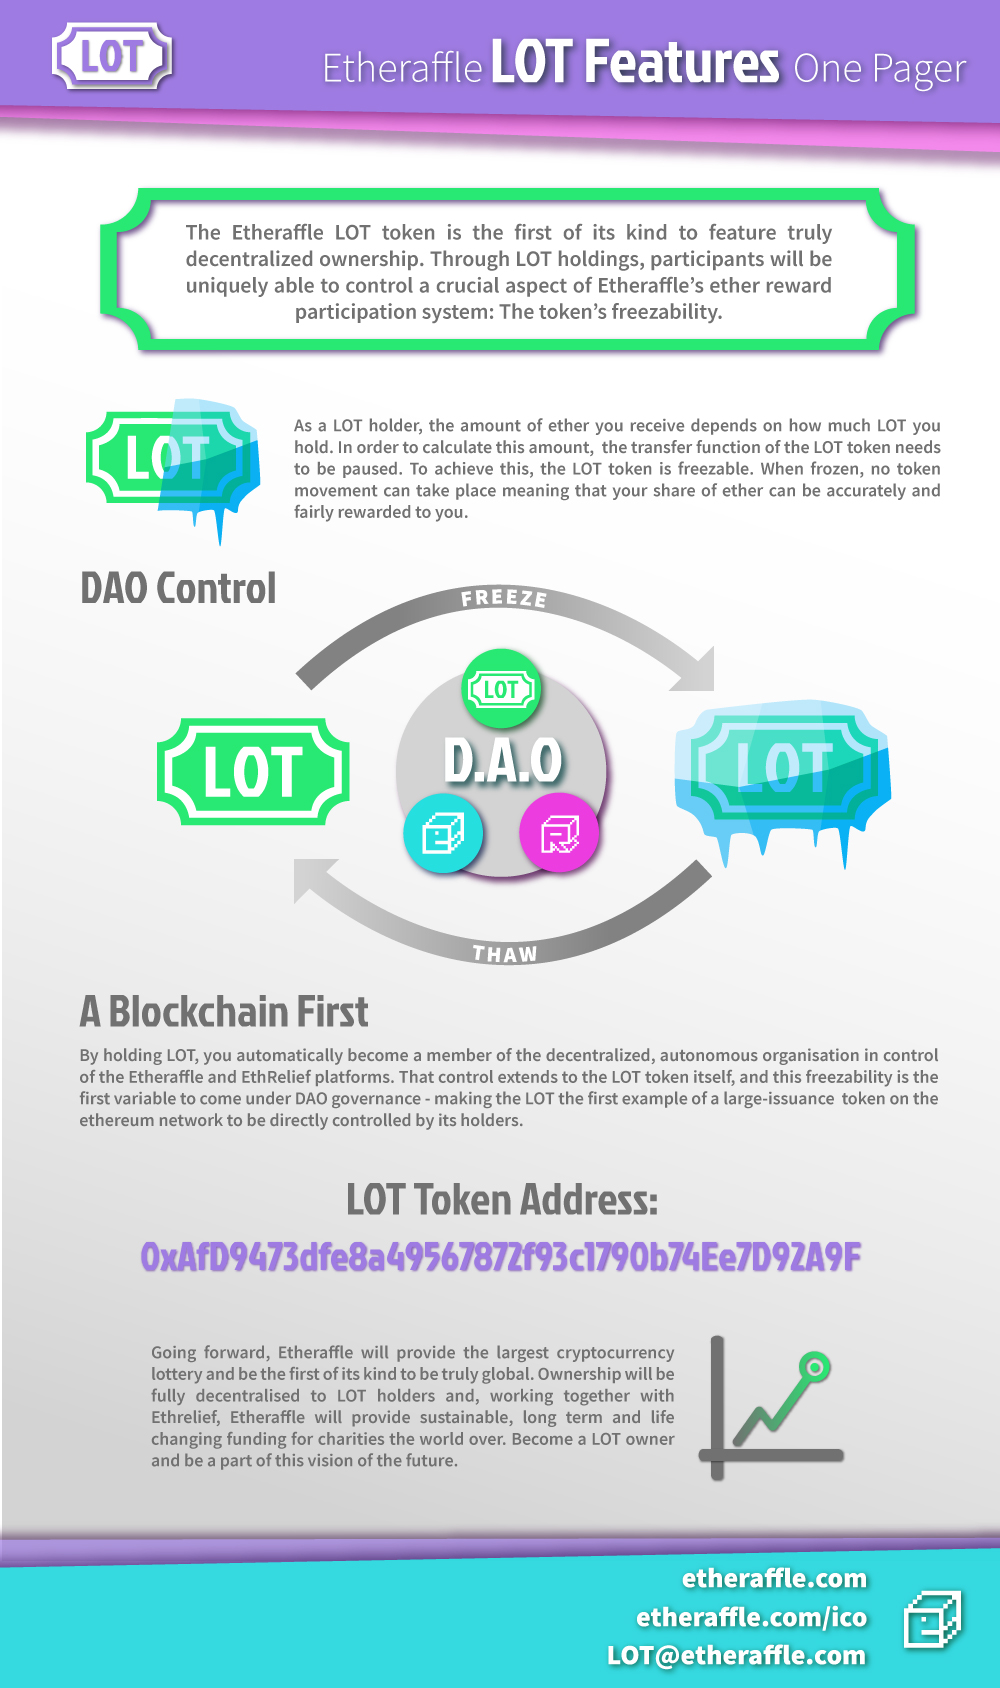 LOT
Etheraffle LOT Features One Pager
The Etheraffle LOT token is the first of its kind to feature truly
decentralized ownership. Through LOT holdings, participants will be
uniquely able to control a crucial aspect of Etheraffle’s ether reward
participation system: The token’s freezability.
LOT
As a LOT holder, the amount of ether you receive depends on how much LOT you
hold. In order to calculate this amount, the transfer function of the LOT token needs
to be paused. To achieve this, the LOT token is freezable. When frozen, no token
movement can take place meaning that your share of ether can be accurately and
fairly rewarded to you.
DAO Control
FREEZE
LOT
LOT
D.A.O
LOT
THAW
A Blockchain First
By holding LOT, you automatically become a member of the decentralized, autonomous organisation in control
of the Etheraffle and EthRelief platforms. That control extends to the LOT token itself, and this freezability is the
first variable to come under DAO governance - making the LOT the first example of a large-issuance token on the
ethereum network to be directly controlled by its holders.
LOT Token Address:
0xAfD9473dfe8a49567872f93c1790b74Ee7D92A9F
Going forward, Etheraffle will provide the largest cryptocurrency
lottery and be the first of its kind to be truly global. Ownership will be
fully decentralised to LOT holders and, working together with
Ethrelief, Etheraffle will provide sustainable, long term and life
changing funding for charities the world over. Become a LOT owner
and be a part of this vision of the future.
etheraffle.com
etheraffle.com/ico
LOT@etheraffle.com